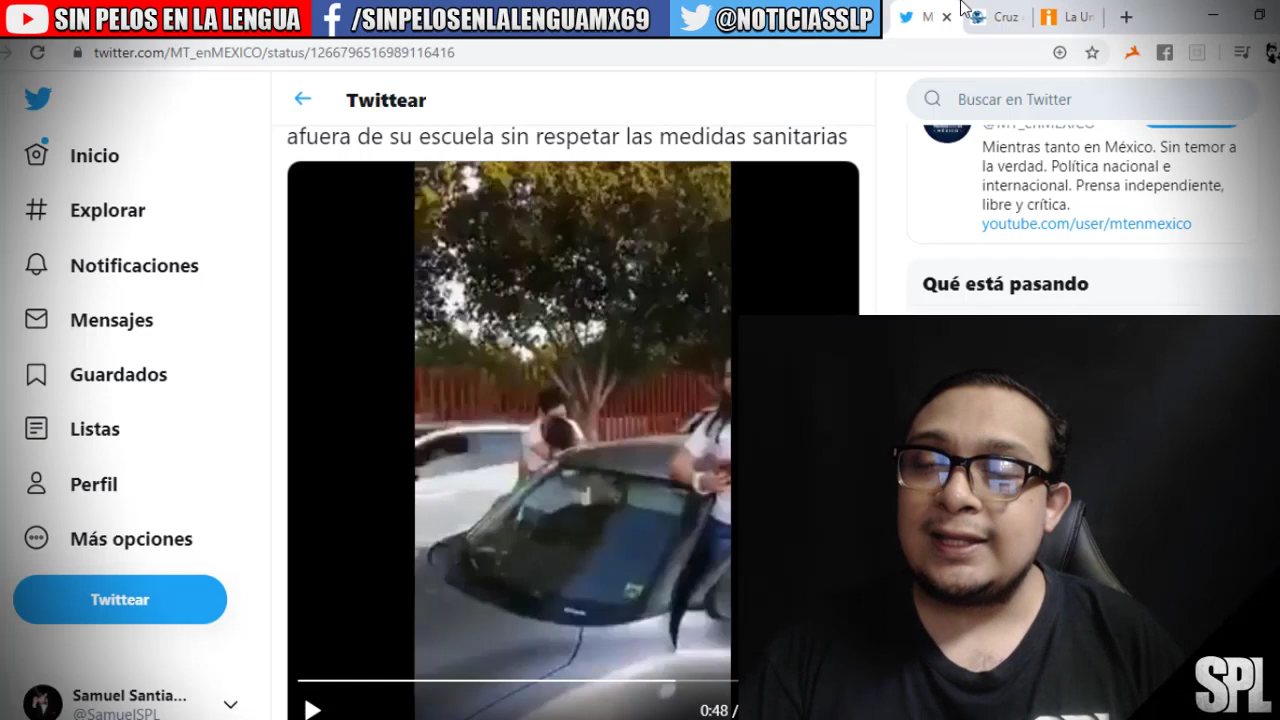 SIN PELOS EN LA LENGUA
/SINPELOSENLALENGUAMX69
@NOTICIASSLP
M
Cruz
La Un
twitter.com/MT_enMEXICO/status/1266796516989116416
Twittear
Buscar en Twitter
afuera de su escuela sin respetar las medidas sanitarias
@MT_enMEXICO
Mientras tanto en México. Sin temor a
la verdad. Política nacional e
internacional. Prensa independiente,
libre y crítica.
youtube.com/user/mtenmexico
Qué está pasando
Inicio
Explorar
Notificaciones
Mensajes
Guardados
Listas
Perfil
Más opciones
Twittear
Samuel Santia...
@SamuelSPL
0:48 /
SPL